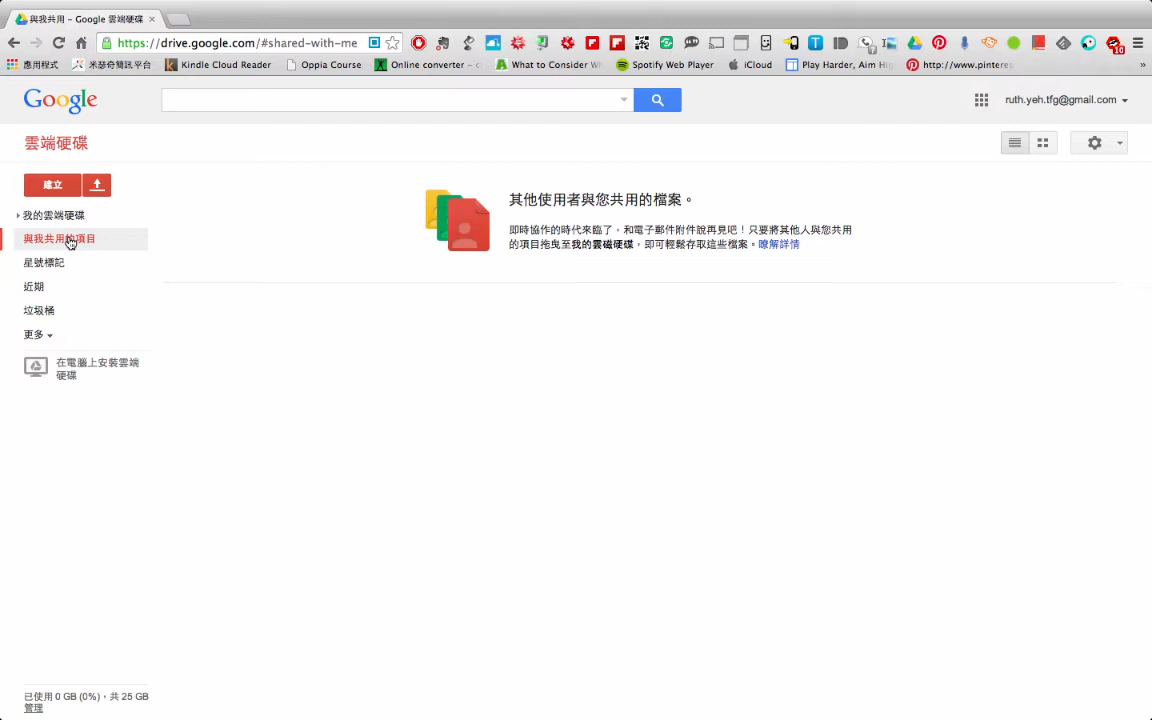 與我共用 - Google 雲端硬碟
https://drive.google.com/#shared-with-me
應用程式 米瑟奇簡訊平台 Kindle Cloud Reader Oppia Course Online converter - What to Consider Spotify Web Player iCloud Play Harder, Aim http://www.pinteres »
Google
ruth.yeh.tfg@gmail.com
雲端硬碟
建立
我的雲端硬碟
與我共用的項目
星號標記
近期
垃圾桶
更多
在電腦上安裝雲端
硬碟
其他使用者與您共用的檔案。
即時協作的時代來臨了，和電子郵件附件說再見吧！只要將其他人與您共用
的項目拖曳至我的雲磁硬碟，即可輕鬆存取這些檔案。瞭解詳情
已使用 0 GB (0%)，共 25 GB
管理